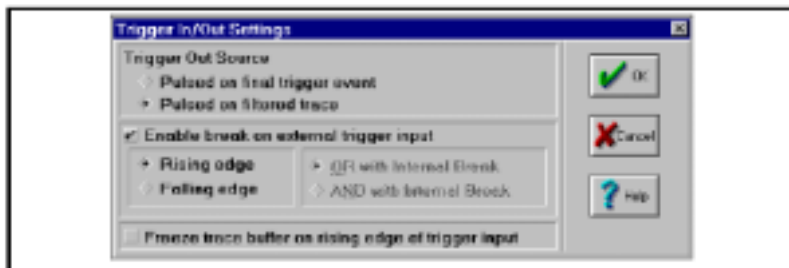 Trigger In/Out Settings
Trigger Out Source
Pulsed on final trigger event
Pulsed on filtered trace
Enable break on external trigger input
Rising edge
Falling edge
OR with Internal Break
AND with Internal Break
Freeze trace buffer on rising edge of trigger input
OK
Cancel
Help